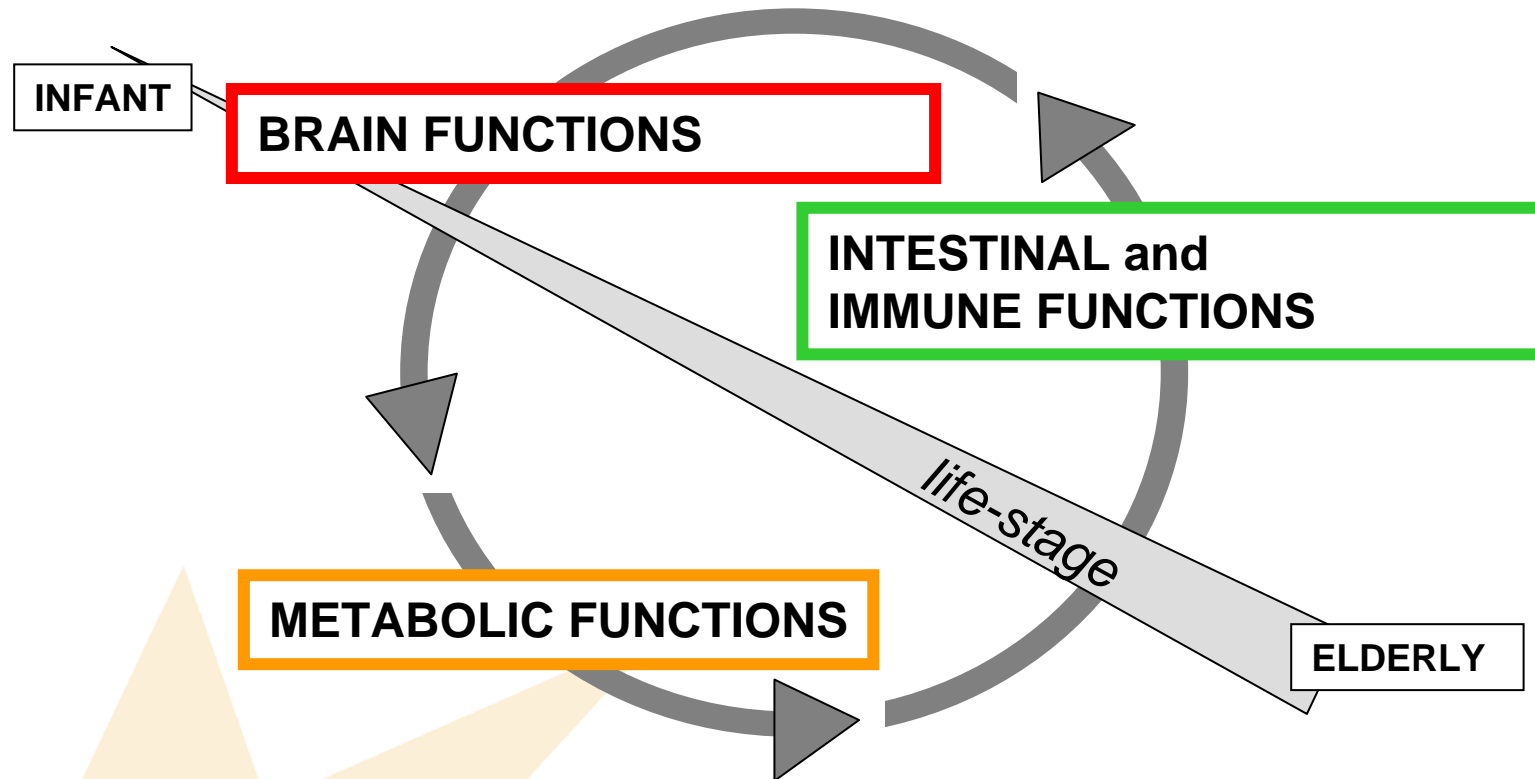 INFANT
BRAIN FUNCTIONS
INTESTINAL and
IMMUNE FUNCTIONS
life-stage
METABOLIC FUNCTIONS
ELDERLY